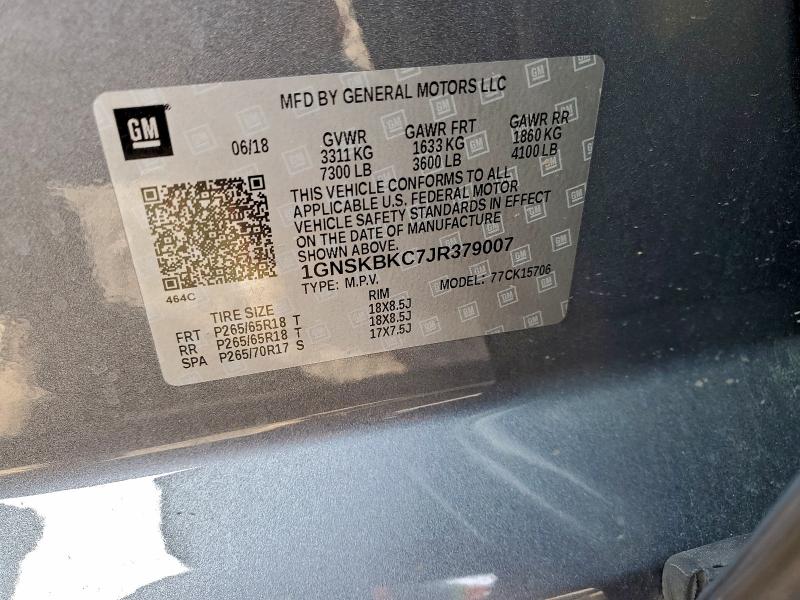 MFD BY GENERAL MOTORS LLC
GM
06/18
GVWR
3311 KG
7300 LB
GAWR FRT
1633 KG
3600 LB
GAWR RR
1860 KG
4100 LB
THIS VEHICLE CONFORMS TO ALL
APPLICABLE U.S. FEDERAL MOTOR
VEHICLE SAFETY STANDARDS IN EFFECT
ON THE DATE OF MANUFACTURE
SHOWN ABOVE.
1GNSKBKC7JR379007
TYPE: M.P.V. MODEL: 77CK15706
464C
TIRE SIZE RIM
FRT P265/65R18 T 18X8.5J
RR P265/65R18 T 18X8.5J
SPA P265/70R17 S 17X7.5J